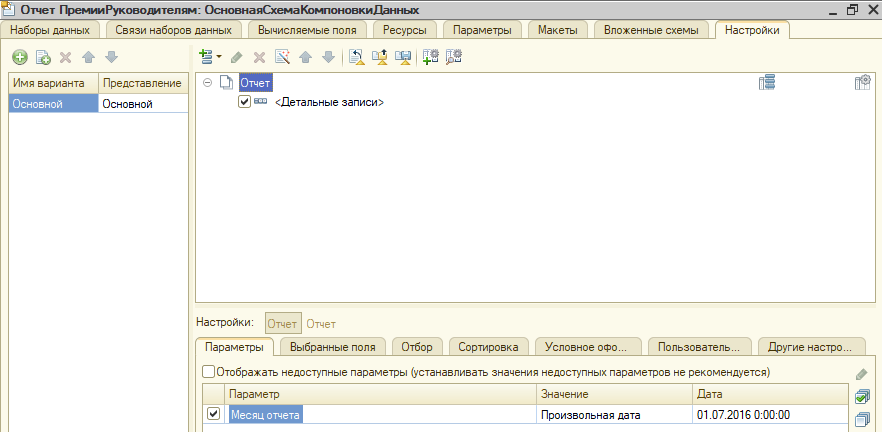 Отчет ПремииРуководителям: ОсновнаяСхемаКомпоновкиДанных
Наборы данных Связи наборов данных Вычисляемые поля Ресурсы Параметры Макеты Вложенные схемы Настройки
Имя варианта Представление
Основной Основной
Отчет
<Детальные записи>
Настройки: Отчет Отчет
Параметры Выбранные поля Отбор Сортировка Условное офо... Пользователь... Другие настро...
Отображать недоступные параметры (устанавливать значения недоступных параметров не рекомендуется)
Параметр Значение Дата
Месяц отчета Произвольная дата 01.07.2016 0:00:00